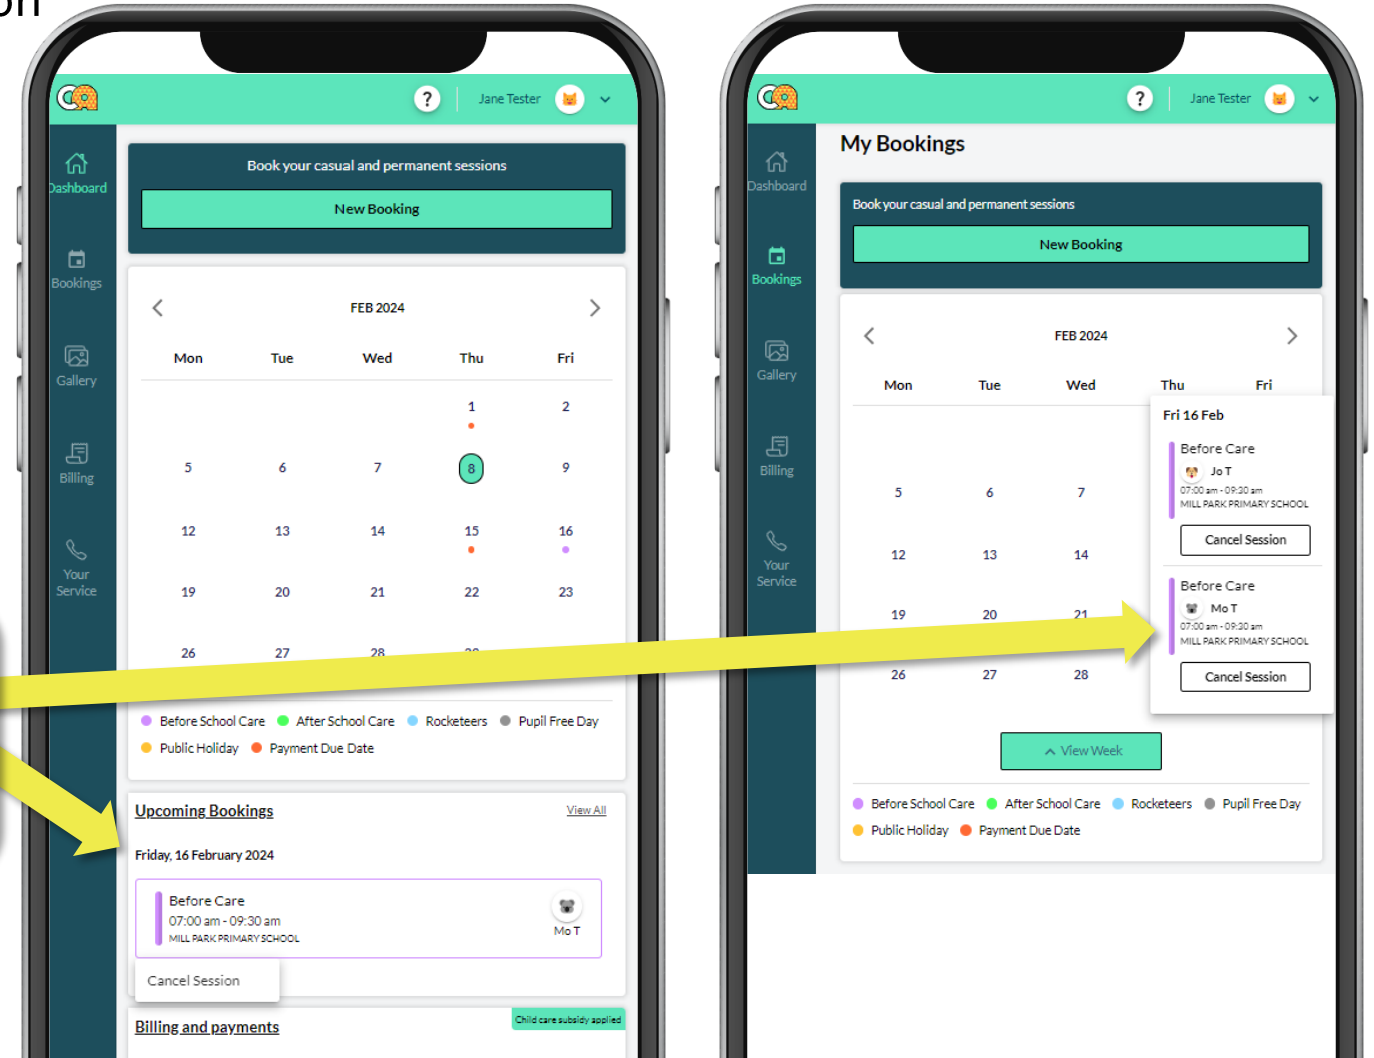 on
?
Jane Tester
Dashboard
Bookings
Gallery
Billing
Your
Service
Book your casual and permanent sessions
New Booking
FEB 2024
Mon Tue Wed Thu Fri
1 2
5 6 7 8 9
12 13 14 15 16
19 20 21 22 23
26 27 28 29
Before School Care After School Care Rocketeers Pupil Free Day
Public Holiday Payment Due Date
Upcoming Bookings View All
Friday, 16 February 2024
Before Care
07:00 am - 09:30 am
MILL PARK PRIMARY SCHOOL
Mo T
Cancel Session
Billing and payments
Child care subsidy applied
?
Jane Tester
Dashboard
Bookings
Gallery
Billing
Your
Service
My Bookings
Book your casual and permanent sessions
New Booking
FEB 2024
Mon Tue Wed Thu Fri
5 6 7
12 13 14
19 20 21
26 27 28
Fri 16 Feb
Before Care
Jo T
07:00 am - 09:30 am
MILL PARK PRIMARY SCHOOL
Cancel Session
Before Care
Mo T
07:00 am - 09:30 am
MILL PARK PRIMARY SCHOOL
Cancel Session
View Week
Before School Care After School Care Rocketeers Pupil Free Day
Public Holiday Payment Due Date